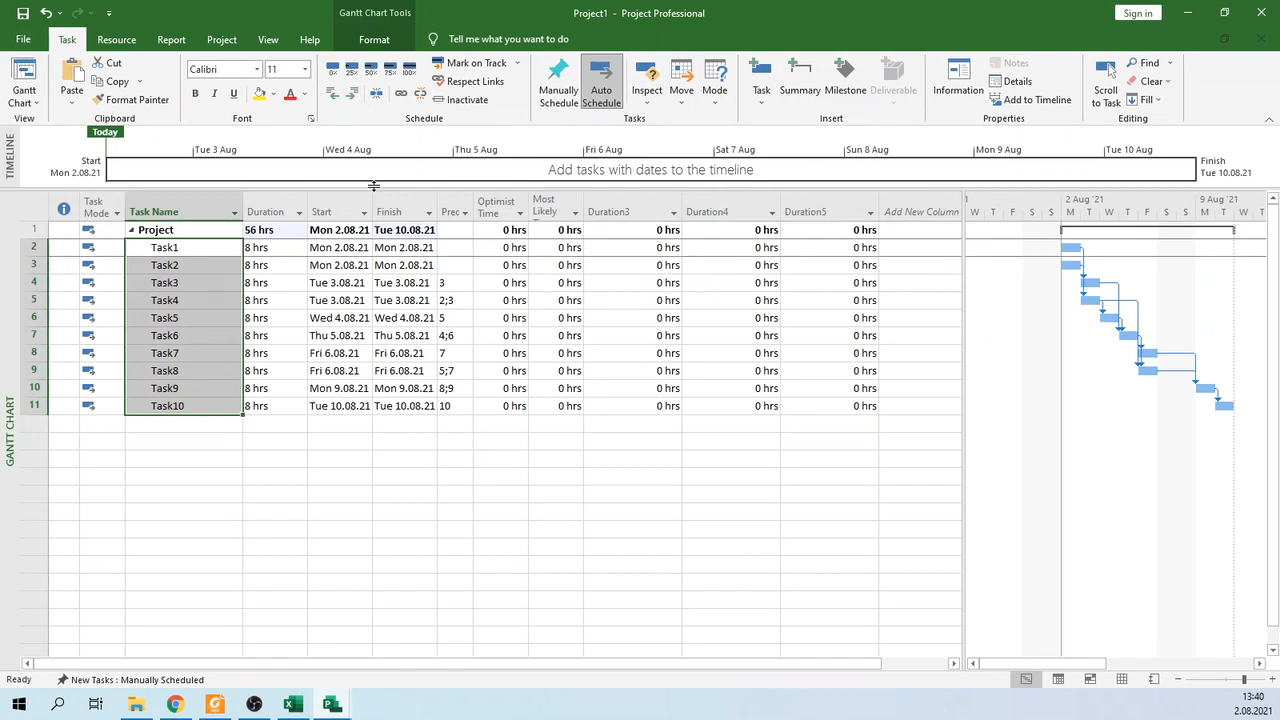 Gantt Chart Tools
Project1 - Project Professional
Sign in
File
Task
Resource
Report
Project
View
Help
Format
Tell me what you want to do
Gantt
Chart
View
Paste
Cut
Copy
Format Painter
Clipboard
Calibri
11
B I U
A
Font
0% 25% 50% 75% 100%
Mark on Track
Respect Links
Inactivate
Schedule
Manually
Schedule
Auto
Schedule
Inspect
Move
Mode
Tasks
Task
Summary
Milestone
Deliverable
Insert
Information
Notes
Details
Add to Timeline
Properties
Scroll
to Task
Find
Clear
Fill
Editing
TIMELINE
Today
Start
Mon 2.08.21
Tue 3 Aug
Wed 4 Aug
Thu 5 Aug
Fri 6 Aug
Sat 7 Aug
Sun 8 Aug
Mon 9 Aug
Tue 10 Aug
Add tasks with dates to the timeline
Finish
Tue 10.08.21
Task Mode
Task Name
Duration
Start
Finish
Prec
Optimist Time
Most Likely
Duration3
Duration4
Duration5
Add New Column
1 Project 56 hrs Mon 2.08.21 Tue 10.08.21 0 hrs 0 hrs 0 hrs 0 hrs 0 hrs
2 Task1 8 hrs Mon 2.08.21 Mon 2.08.21 0 hrs 0 hrs 0 hrs 0 hrs 0 hrs
3 Task2 8 hrs Mon 2.08.21 Mon 2.08.21 0 hrs 0 hrs 0 hrs 0 hrs 0 hrs
4 Task3 8 hrs Tue 3.08.21 Tue 3.08.21 3 0 hrs 0 hrs 0 hrs 0 hrs 0 hrs
5 Task4 8 hrs Tue 3.08.21 Tue 3.08.21 2;3 0 hrs 0 hrs 0 hrs 0 hrs 0 hrs
6 Task5 8 hrs Wed 4.08.21 Wed 4.08.21 5 0 hrs 0 hrs 0 hrs 0 hrs 0 hrs
7 Task6 8 hrs Thu 5.08.21 Thu 5.08.21 4;6 0 hrs 0 hrs 0 hrs 0 hrs 0 hrs
8 Task7 8 hrs Fri 6.08.21 Fri 6.08.21 7 0 hrs 0 hrs 0 hrs 0 hrs 0 hrs
9 Task8 8 hrs Fri 6.08.21 Fri 6.08.21 5;7 0 hrs 0 hrs 0 hrs 0 hrs 0 hrs
10 Task9 8 hrs Mon 9.08.21 Mon 9.08.21 8;9 0 hrs 0 hrs 0 hrs 0 hrs 0 hrs
11 Task10 8 hrs Tue 10.08.21 Tue 10.08.21 10 0 hrs 0 hrs 0 hrs 0 hrs 0 hrs
1 2 Aug '21 9 Aug '21
W T F S S M T W T F S S M T W T
GANTT CHART
Ready
New Tasks : Manually Scheduled
13:40
2.08.2021